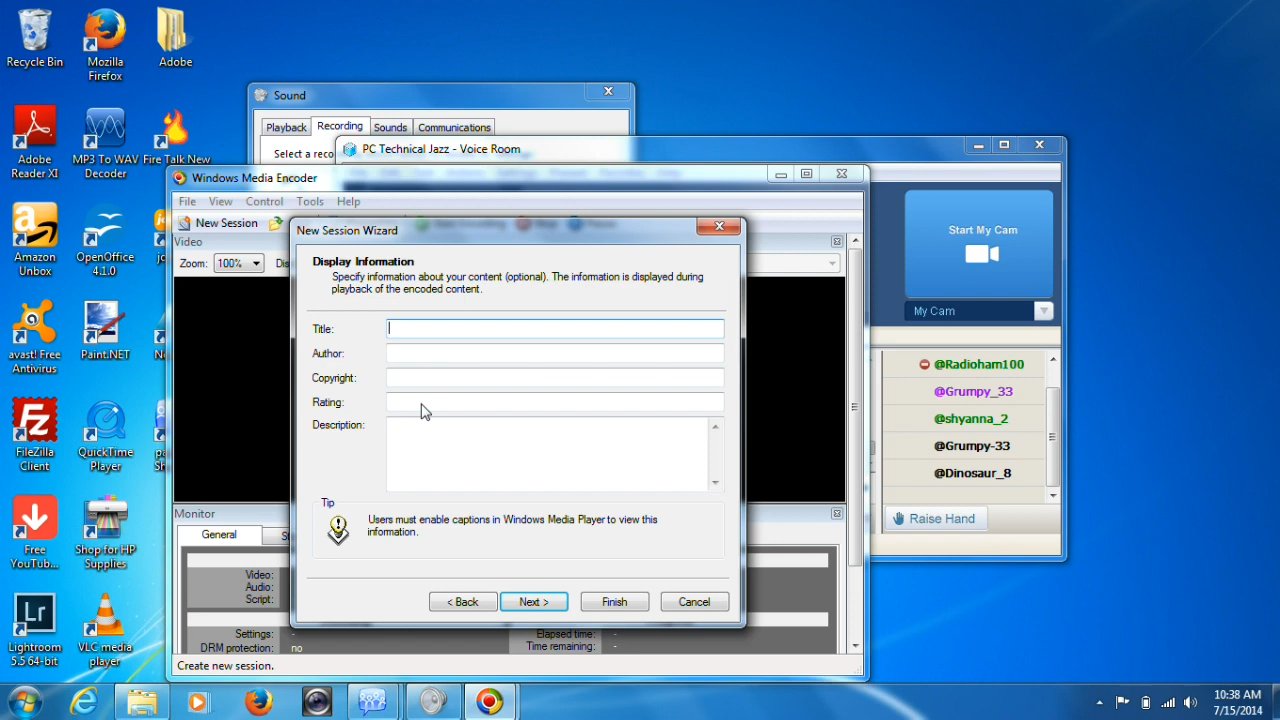 Recycle Bin
Mozilla
Firefox
Adobe
Adobe
Reader XI
MP3 To WAV
Decoder
Fire Talk New
Amazon
Unbox
OpenOffice
4.1.0
avast! Free
Antivirus
Paint.NET
FileZilla
Client
QuickTime
Player
Free
YouTub...
Shop for HP
Supplies
Lightroom
5.5 64-bit
VLC media
player
Sound
Playback
Recording
Sounds
Communications
Select a reco
PC Technical Jazz - Voice Room
Start My Cam
My Cam
@Radioham100
@Grumpy_33
@shyanna_2
@Grumpy-33
@Dinosaur_8
Raise Hand
Windows Media Encoder
File View Control Tools Help
New Session
Video
Zoom: 100%
Monitor
General
Video:
Audio:
Script:
Settings: -
DRM protection: no
Elapsed time: -
Time remaining: -
Create new session.
New Session Wizard
Display Information
Specify information about your content (optional). The information is displayed during
playback of the encoded content.
Title:
Author:
Copyright:
Rating:
Description:
Tip
Users must enable captions in Windows Media Player to view this
information.
< Back
Next >
Finish
Cancel
10:38 AM
7/15/2014